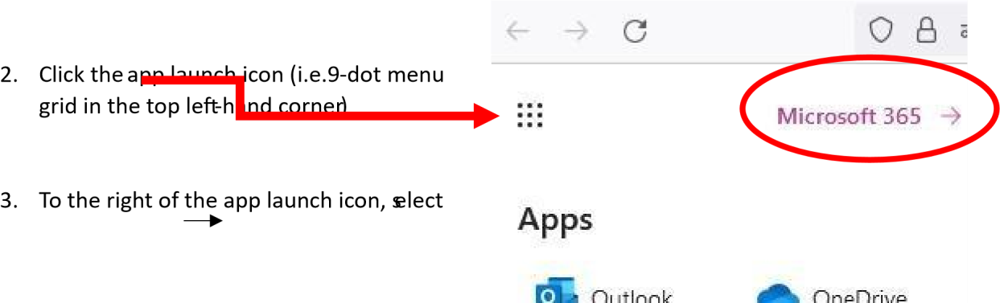 2. Click the app launch icon (i.e.9-dot menu
grid in the top left-hand corner)
3. To the right of the app launch icon, select
Microsoft 365 →
Apps
Outlook
OneDrive